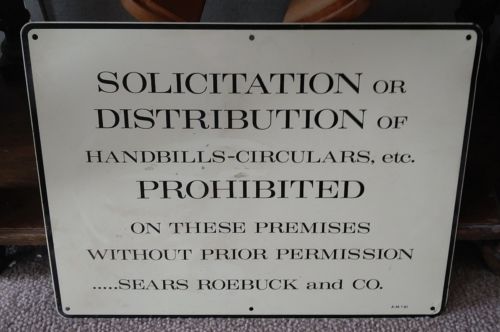 SOLICITATION OR
DISTRIBUTION OF
HANDBILLS-CIRCULARS, etc.
PROHIBITED
ON THESE PREMISES
WITHOUT PRIOR PERMISSION
.....SEARS ROEBUCK and CO.